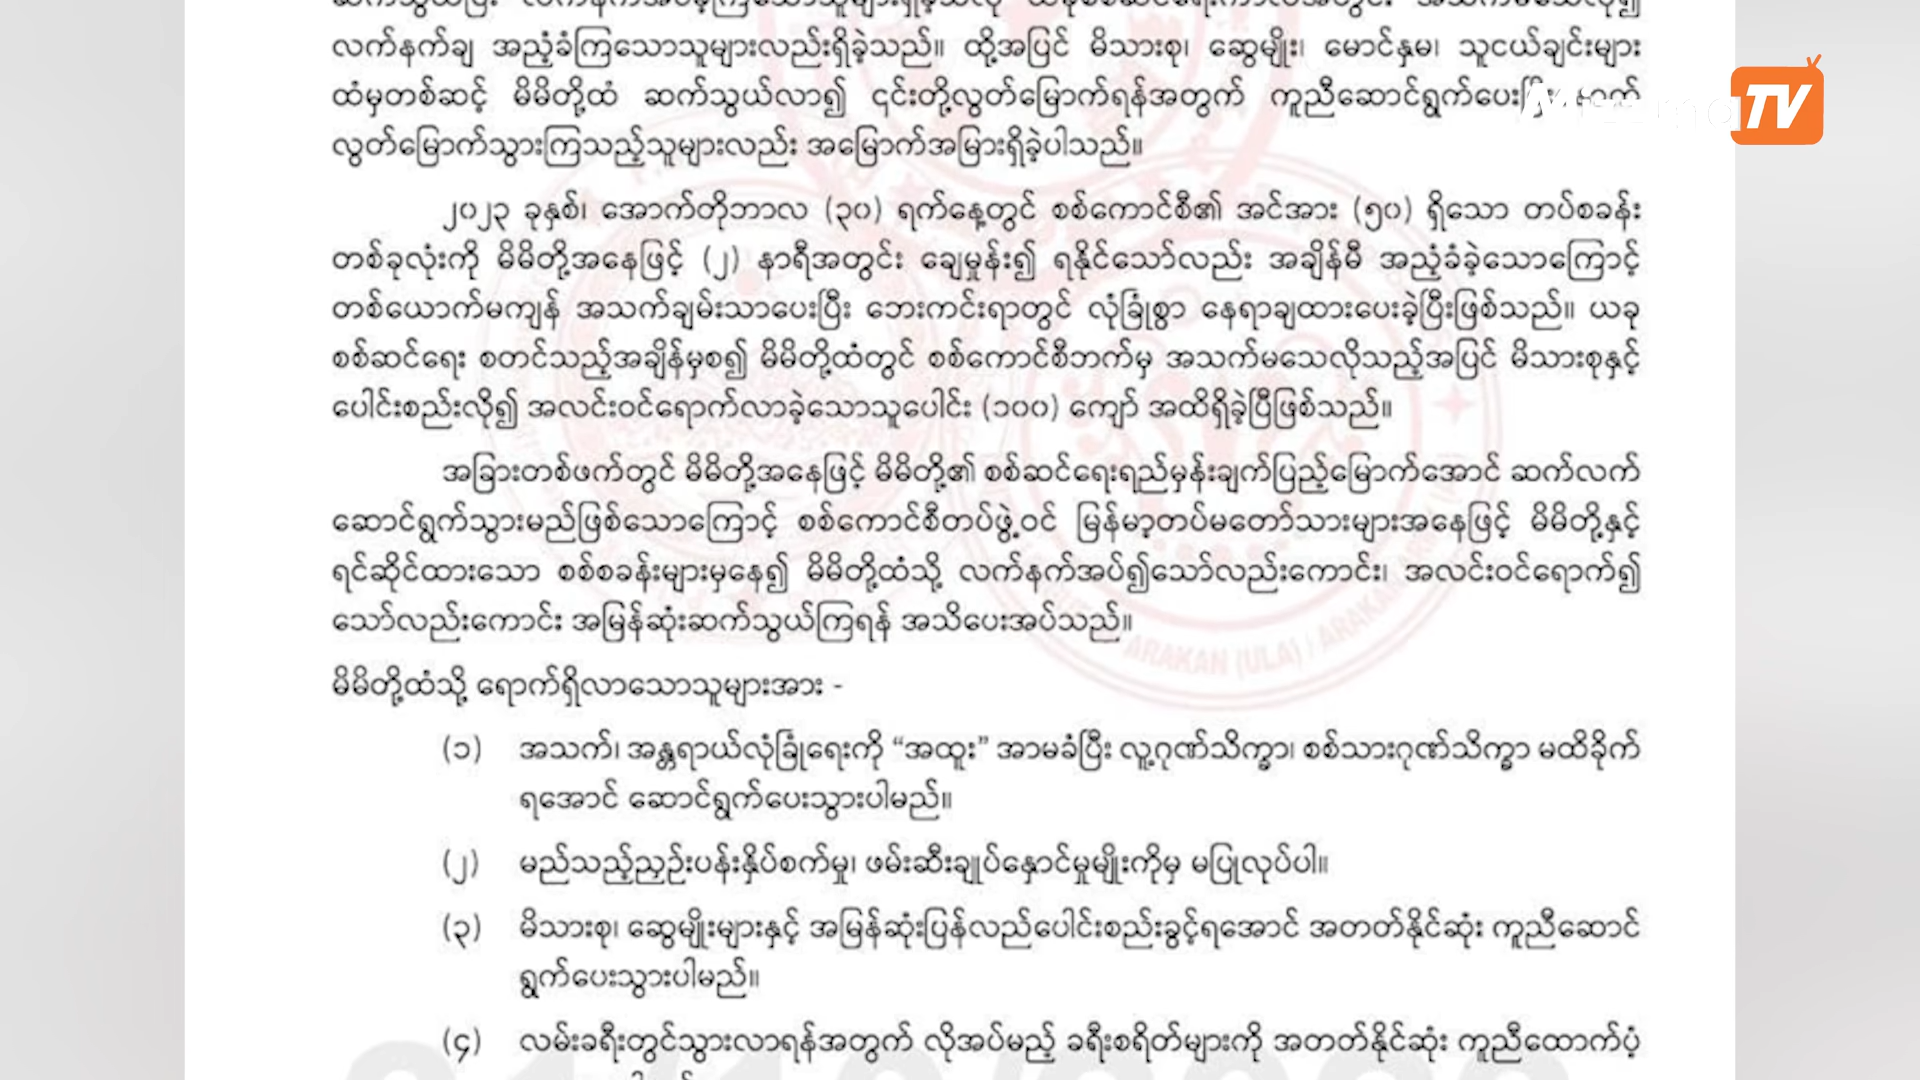 လက်နက်ချ အညံ့ခံကြသောသူများလည်းရှိခဲ့သည်။ ထို့အပြင် မိသားစု၊ ဆွေမျိုး၊ မောင်နှမ၊ သူငယ်ချင်းများ
ထံမှတစ်ဆင့် မိမိတို့ထံ ဆက်သွယ်လာ၍ ၎င်းတို့လွတ်မြောက်ရန်အတွက် ကူညီဆောင်ရွက်ပေး
TV
လွတ်မြောက်သွားကြသည့်သူများလည်း အမြောက်အမြားရှိခဲ့ပါသည်။
၂၀၂၃ ခုနှစ်၊ အောက်တိုဘာလ (၃၀) ရက်နေ့တွင် စစ်ကောင်စီ၏ အင်အား (၅၀) ရှိသော တပ်စခန်း
တစ်ခုလုံးကို မိမိတို့အနေဖြင့် (၂) နာရီအတွင်း ချေမှုန်း၍ ရနိုင်သော်လည်း အချိန်မီ အညံ့ခံခဲ့သောကြောင့်
တစ်ယောက်မကျန် အသက်ချမ်းသာပေးပြီး ဘေးကင်းရာတွင် လုံခြုံစွာ နေရာချထားပေးခဲ့ပြီးဖြစ်သည်။ ယခု
စစ်ဆင်ရေး စတင်သည့်အချိန်မှစ၍ မိမိတို့ထံတွင် စစ်ကောင်စီဘက်မှ အသက်မသေလိုသည့်အပြင် မိသားစုနှင့်
ပေါင်းစည်းလို၍ အလင်းဝင်ရောက်လာခဲ့သောသူပေါင်း (၁၀၀) ကျော် အထိရှိခဲ့ပြီဖြစ်သည်။
အခြားတစ်ဖက်တွင် မိမိတို့အနေဖြင့် မိမိတို့၏ စစ်ဆင်ရေးရည်မှန်းချက်ပြည့်မြောက်အောင် ဆက်လက်
ဆောင်ရွက်သွားမည်ဖြစ်သောကြောင့် စစ်ကောင်စီတပ်ဖွဲ့ဝင် မြန်မာ့တပ်မတော်သားများအနေဖြင့် မိမိတို့နှင့်
ရင်ဆိုင်ထားသော စစ်စခန်းများမှနေ၍ မိမိတို့ထံသို့ လက်နက်အပ်၍သော်လည်းကောင်း၊ အလင်းဝင်ရောက်၍
သော်လည်းကောင်း အမြန်ဆုံးဆက်သွယ်ကြရန် အသိပေးအပ်သည်။
ARAKAN (ULA) /
မိမိတို့ထံသို့ ရောက်ရှိလာသောသူများအား -
(၁) အသက်၊ အန္တရာယ်လုံခြုံရေးကို “အထူး” အာမခံပြီး လူ့ဂုဏ်သိက္ခာ၊ စစ်သားဂုဏ်သိက္ခာ မထိခိုက်
ရအောင် ဆောင်ရွက်ပေးသွားပါမည်။
(၂) မည်သည့်ညှဉ်းပန်းနှိပ်စက်မှု၊ ဖမ်းဆီးချုပ်နှောင်မှုမျိုးကိုမှ မပြုလုပ်ပါ။
(၃) မိသားစု၊ ဆွေမျိုးများနှင့် အမြန်ဆုံးပြန်လည်ပေါင်းစည်းခွင့်ရအောင် အတတ်နိုင်ဆုံး ကူညီဆောင်
ရွက်ပေးသွားပါမည်။
(၄) လမ်းခရီးတွင်သွားလာရန်အတွက် လိုအပ်မည့် ခရီးစရိတ်များကို အတတ်နိုင်ဆုံး ကူညီထောက်ပံ့